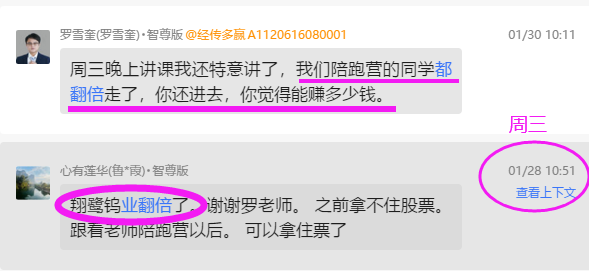 罗雪奎(罗雪奎)·智尊版 @经传多赢 A1120616080001 01/30 10:11
周三晚上讲课我还特意讲了，我们陪跑营的同学都
翻倍走了，你还进去，你觉得能赚多少钱。
周三
心有莲华(鲁*霞)·智尊版 01/28 10:51
查看上下文
翔鹭钨业翻倍了。谢谢罗老师。 之前拿不住股票。
跟着老师陪跑营以后。 可以拿住票了